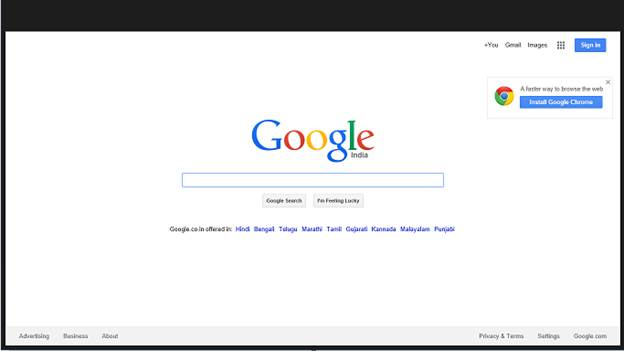 +You Gmail Images Sign in
A faster way to browse the web
Install Google Chrome
Google
India
Google Search I'm Feeling Lucky
Google.co.in offered in: Hindi Bengali Telugu Marathi Tamil Gujarati Kannada Malayalam Punjabi
Advertising Business About Privacy & Terms Settings Google.com